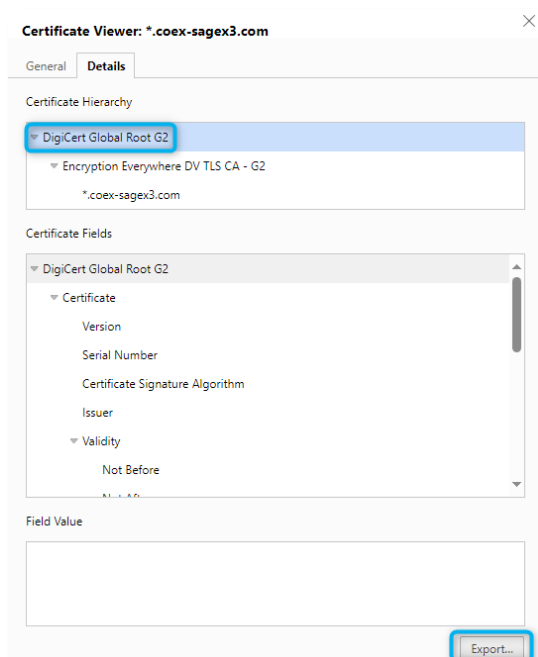 Certificate Viewer: *.coex-sagex3.com
General Details
Certificate Hierarchy
DigiCert Global Root G2
Encryption Everywhere DV TLS CA - G2
*.coex-sagex3.com
Certificate Fields
DigiCert Global Root G2
Certificate
Version
Serial Number
Certificate Signature Algorithm
Issuer
Validity
Not Before
Field Value
Export...